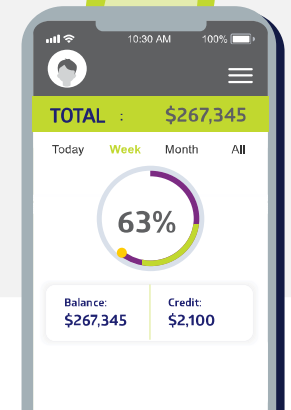 10:30 AM 100%
TOTAL : $267,345
Today Week Month All
63%
Balance: Credit:
$267,345 $2,100